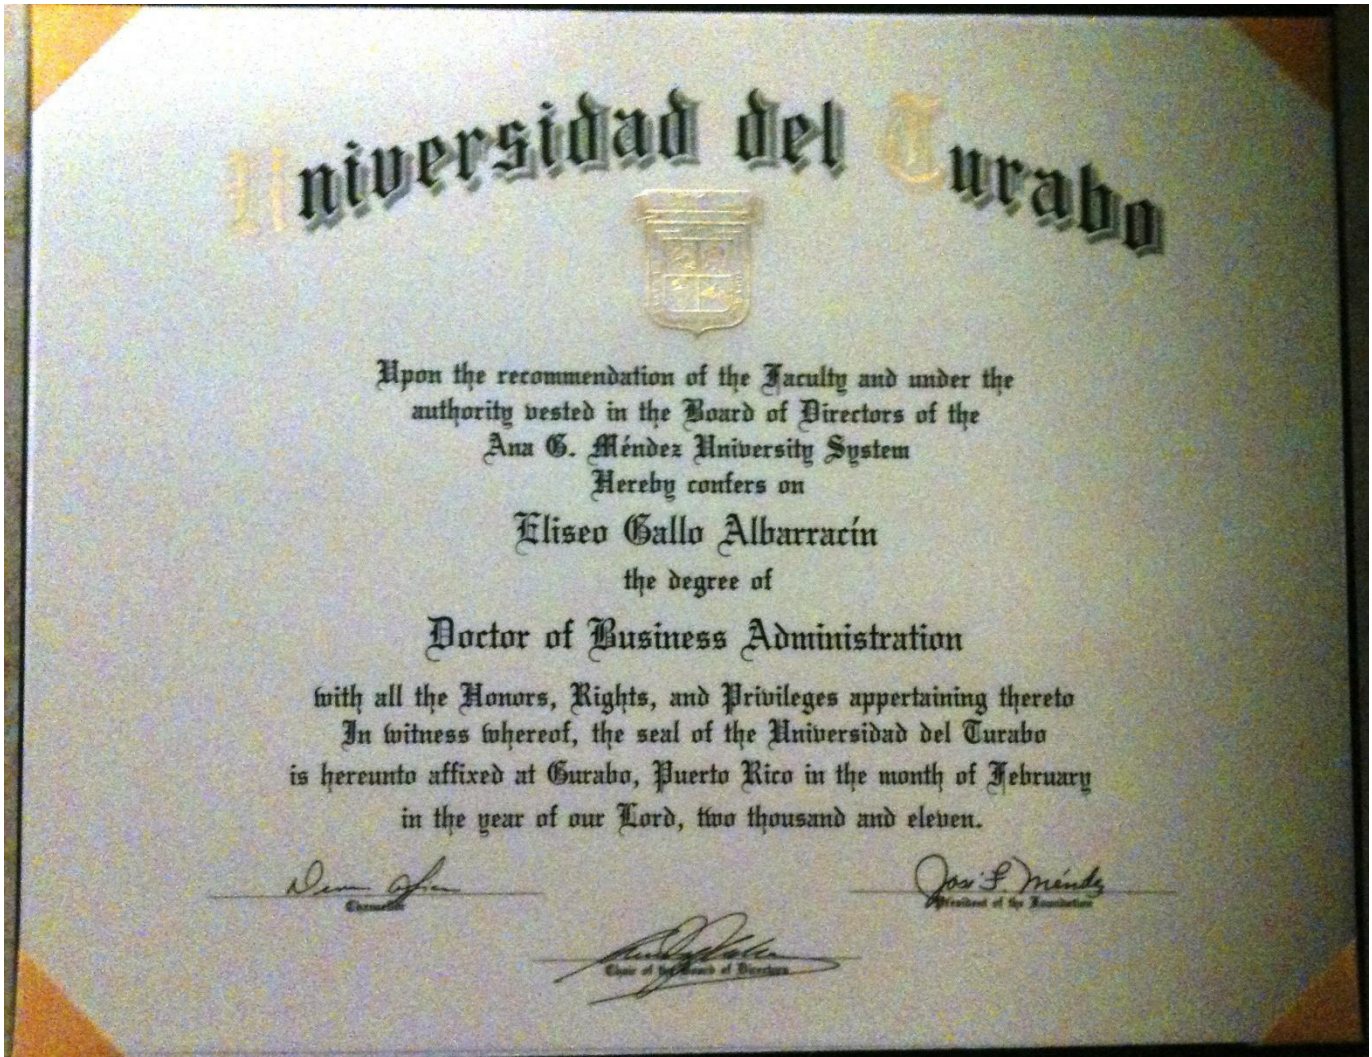 Universidad del Turabo
Upon the recommendation of the Faculty and under the
authority vested in the Board of Directors of the
Ana G. Méndez University System
Hereby confers on
Eliseo Gallo Albarracín
the degree of
Doctor of Business Administration
with all the Honors, Rights, and Privileges appertaining thereto
In witness whereof, the seal of the Universidad del Turabo
is hereunto affixed at Gurabo, Puerto Rico in the month of February
in the year of our Lord, two thousand and eleven.
José F. Méndez
Chancellor
President of the Foundation
Chair of the Board of Directors